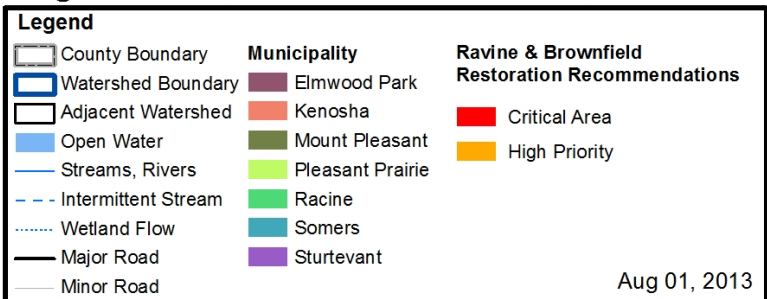 Legend
County Boundary
Watershed Boundary
Adjacent Watershed
Open Water
Streams, Rivers
Intermittent Stream
Wetland Flow
Major Road
Minor Road
Municipality
Elmwood Park
Kenosha
Mount Pleasant
Pleasant Prairie
Racine
Somers
Sturtevant
Ravine & Brownfield
Restoration Recommendations
Critical Area
High Priority
Aug 01, 2013